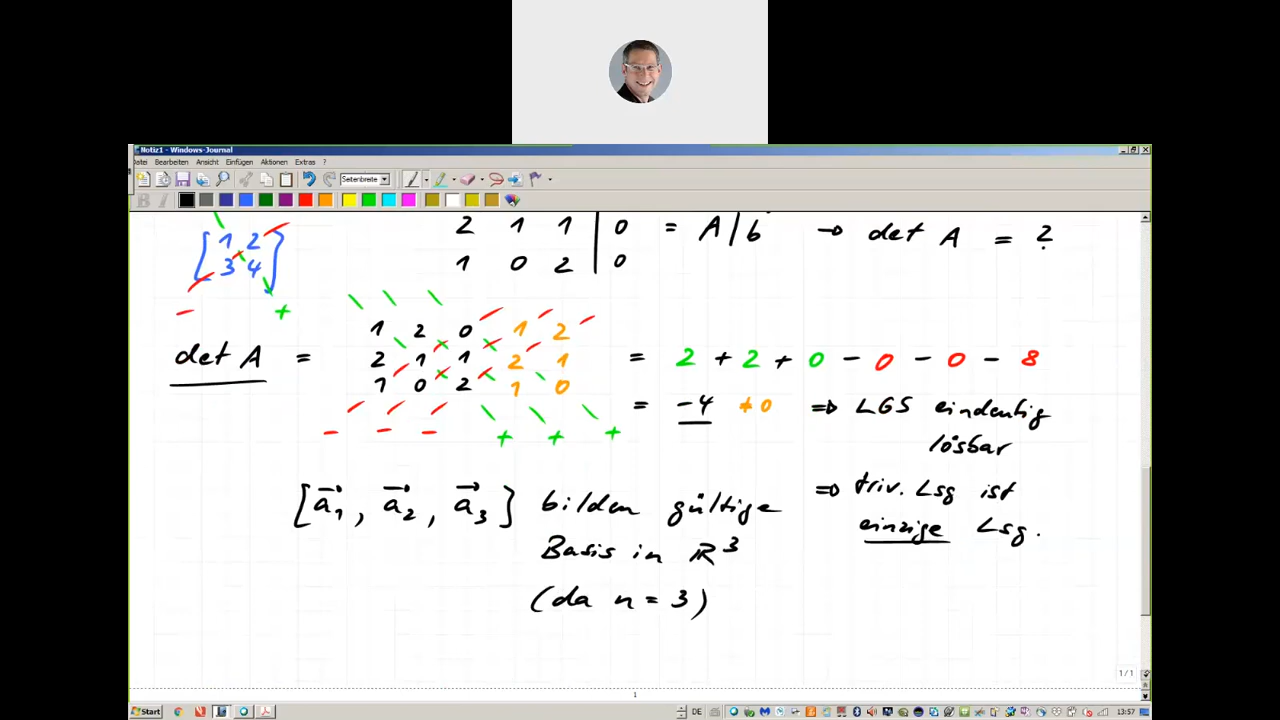 Notiz1 - Windows-Journal
Datei Bearbeiten Ansicht Einfügen Aktionen Extras ?
Seitenbreite
[1 2
3 4]
- +
2 1 1 | 0 = A|b → det A = ?
1 0 2 | 0
1 2 0 1 2
det A = 2 1 1 2 1 = 2 + 2 + 0 - 0 - 0 - 8
1 0 2 1 0
= -4 ≠ 0 ⇒ LGS eindeutig
lösbar
- - - + + +
[a⃗1, a⃗2, a⃗3] bilden gültige
Basis in ℝ³
(da n = 3)
⇒ triv. Lsg ist
einzige Lsg.
1/1
1
Start
DE
13:57